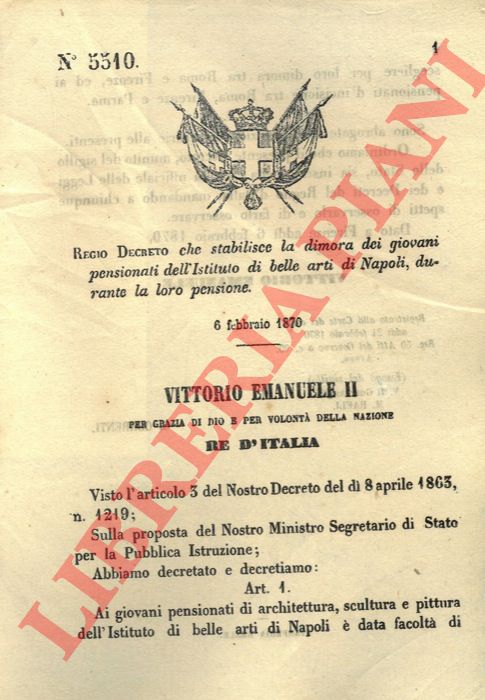 N° 5510.
1
REGIO DECRETO che stabilisce la dimora dei giovani
pensionati dell'Istituto di belle arti di Napoli, du-
rante la loro pensione.
6 febbraio 1870
VITTORIO EMANUELE II
PER GRAZIA DI DIO E PER VOLONTÀ DELLA NAZIONE
RE D'ITALIA
Visto l'articolo 3 del Nostro Decreto del dì 8 aprile 1863,
n. 1219;
Sulla proposta del Nostro Ministro Segretario di Stato
per la Pubblica Istruzione;
Abbiamo decretato e decretiamo:
Art. 1.
Ai giovani pensionati di architettura, scultura e pittura
dell'Istituto di belle arti di Napoli è data facoltà di
LIBRERIA PIANI